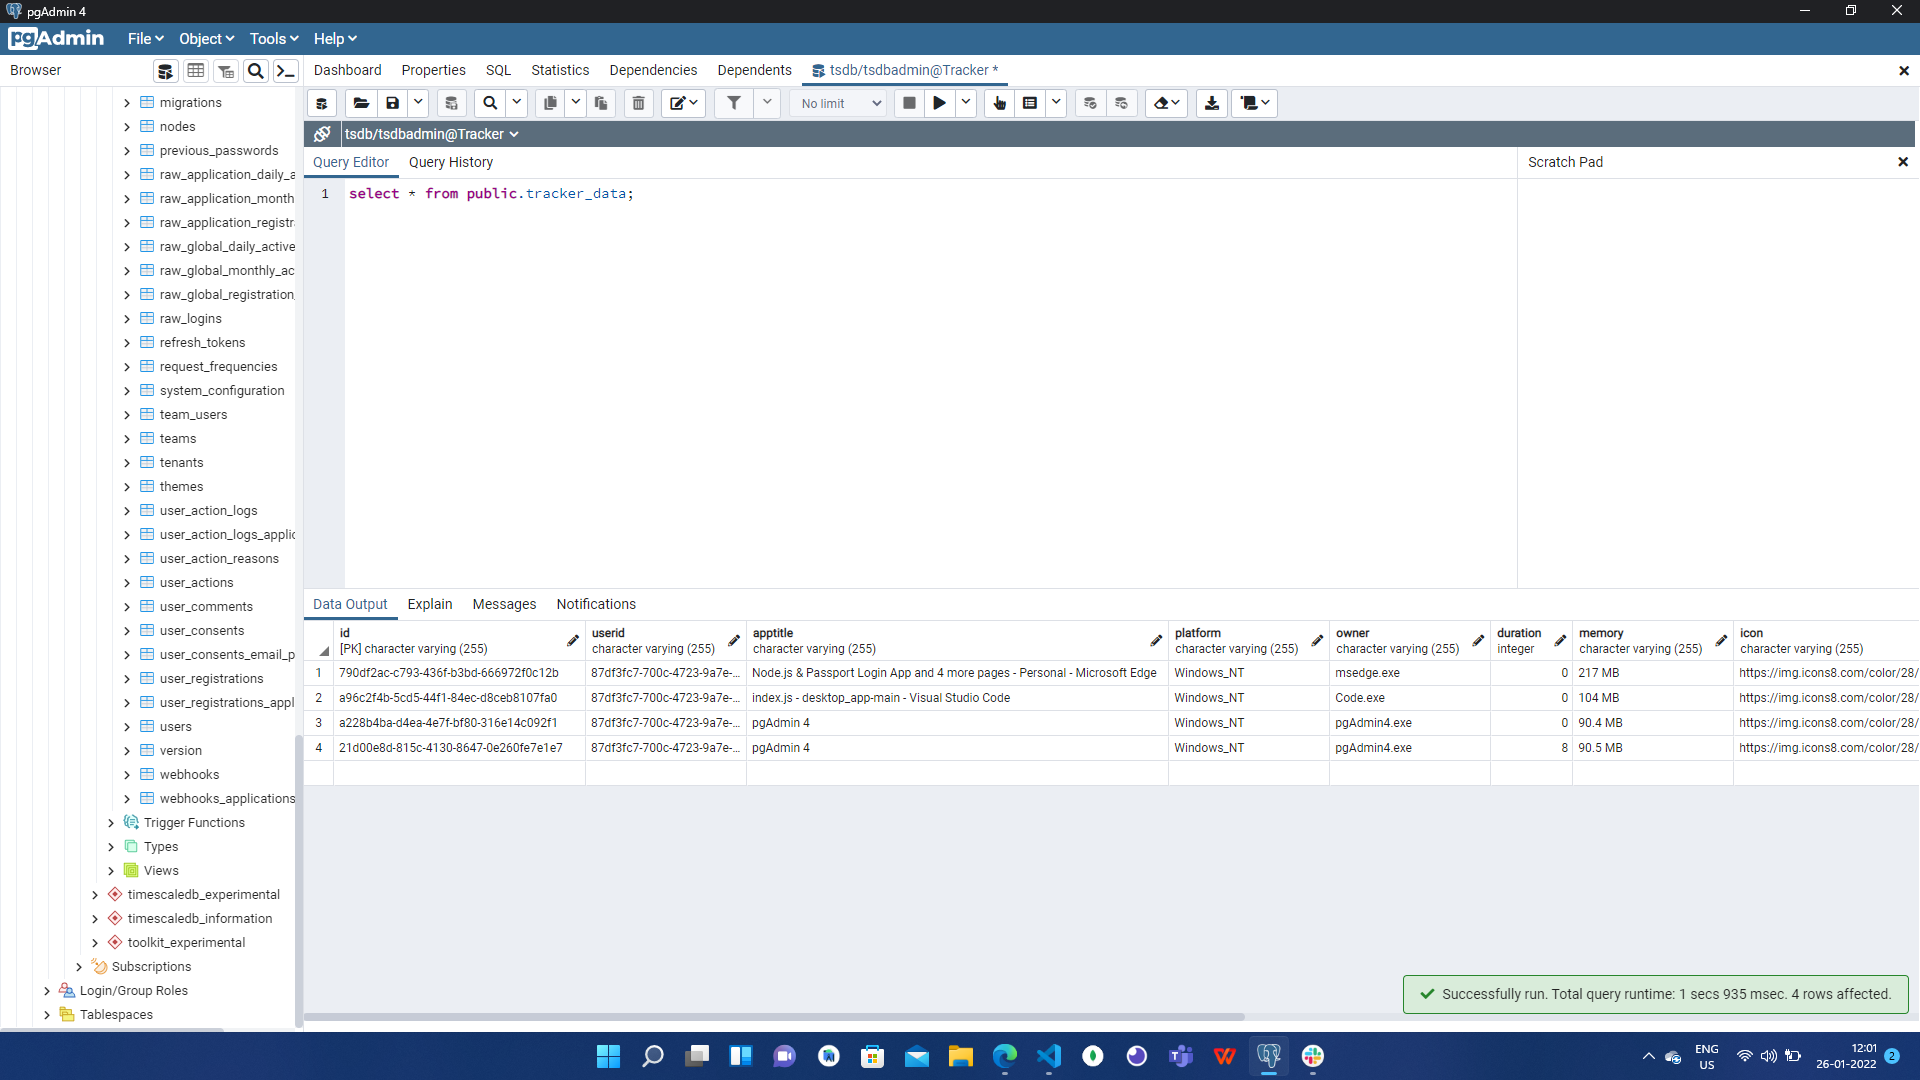 pgAdmin 4
pgAdmin File Object Tools Help
Browser
Dashboard Properties SQL Statistics Dependencies Dependents tsdb/tsdbadmin@Tracker *
No limit
tsdb/tsdbadmin@Tracker
Query Editor Query History
Scratch Pad
1 select * from public.tracker_data;
migrations
nodes
previous_passwords
raw_application_daily_a
raw_application_month
raw_application_registr
raw_global_daily_active
raw_global_monthly_ac
raw_global_registration_
raw_logins
refresh_tokens
request_frequencies
system_configuration
team_users
teams
tenants
themes
user_action_logs
user_action_logs_applic
user_action_reasons
user_actions
user_comments
user_consents
user_consents_email_p
user_registrations
user_registrations_appl
users
version
webhooks
webhooks_applications
Trigger Functions
Types
Views
timescaledb_experimental
timescaledb_information
toolkit_experimental
Subscriptions
Login/Group Roles
Tablespaces
Data Output Explain Messages Notifications
id userid apptitle platform owner duration memory icon
[PK] character varying (255) character varying (255) character varying (255) character varying (255) character varying (255) integer character varying (255) character varying (255)
1 790df2ac-c793-436f-b3bd-666972f0c12b 87df3fc7-700c-4723-9a7e-... Node.js & Passport Login App and 4 more pages - Personal - Microsoft Edge Windows_NT msedge.exe 0 217 MB https://img.icons8.com/color/28/
2 a96c2f4b-5cd5-44f1-84ec-d8ceb8107fa0 87df3fc7-700c-4723-9a7e-... index.js - desktop_app-main - Visual Studio Code Windows_NT Code.exe 0 104 MB https://img.icons8.com/color/28/
3 a228b4ba-d4ea-4e7f-bf80-316e14c092f1 87df3fc7-700c-4723-9a7e-... pgAdmin 4 Windows_NT pgAdmin4.exe 0 90.4 MB https://img.icons8.com/color/28/
4 21d00e8d-815c-4130-8647-0e260fe7e1e7 87df3fc7-700c-4723-9a7e-... pgAdmin 4 Windows_NT pgAdmin4.exe 8 90.5 MB https://img.icons8.com/color/28/
Successfully run. Total query runtime: 1 secs 935 msec. 4 rows affected.
ENG
US
12:01
26-01-2022
2